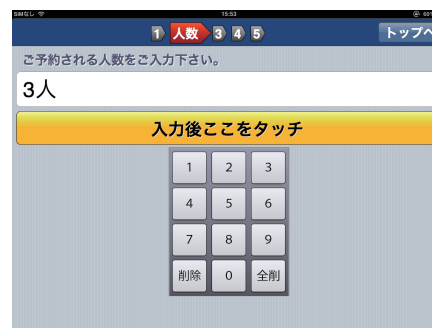 SIMなし 15:53
1 人数 3 4 5 トップへ
ご予約される人数をご入力下さい。
3人
入力後ここをタッチ
1 2 3
4 5 6
7 8 9
削除 0 全削